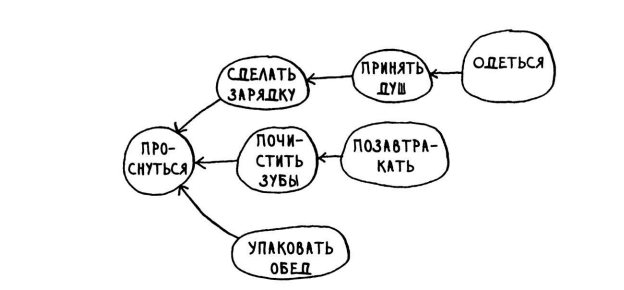 СДЕЛАТЬ
ЗАРЯДКУ
ПРИНЯТЬ
ДУШ
ОДЕТЬСЯ
ПРО-
СНУТЬСЯ
ПОЧИ-
СТИТЬ
ЗУБЫ
ПОЗАВТРА-
КАТЬ
УПАКОВАТЬ
ОБЕД